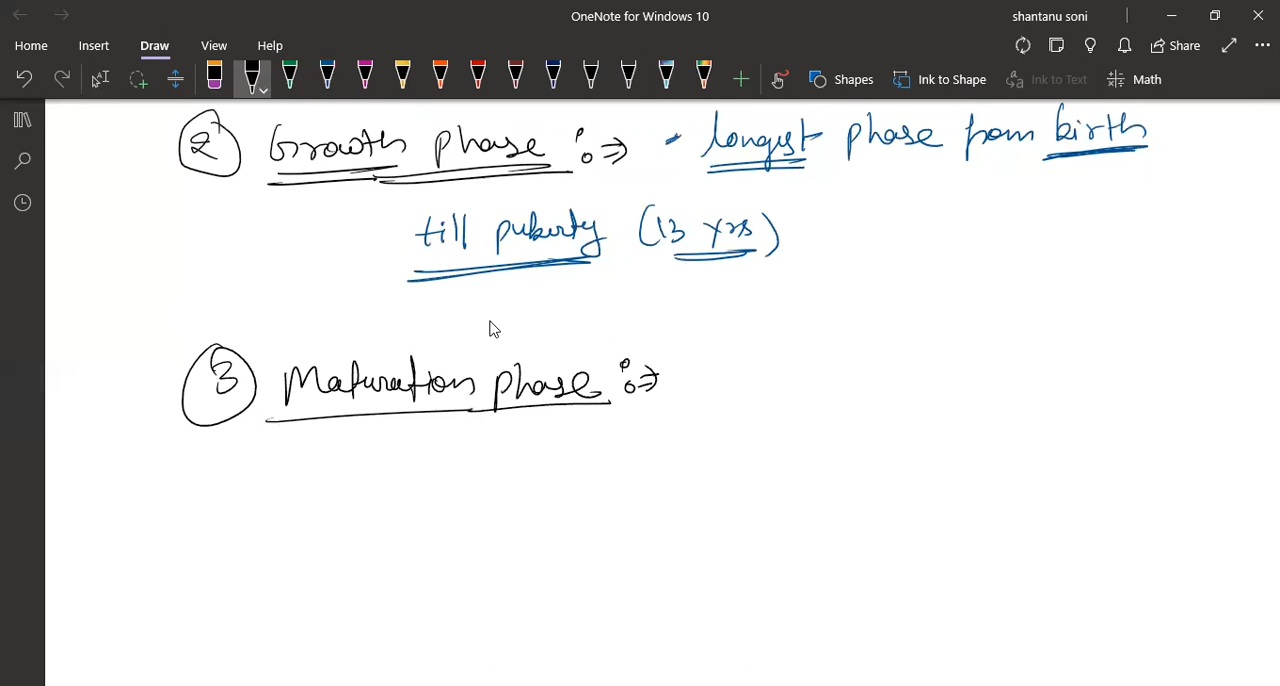 OneNote for Windows 10
shantanu soni
Home Insert Draw View Help
Share
Shapes Ink to Shape Ink to Text Math
2 Growth phase :⇒ • longest phase from birth
till puberty (13 yrs)
3 Maturation phase :⇒